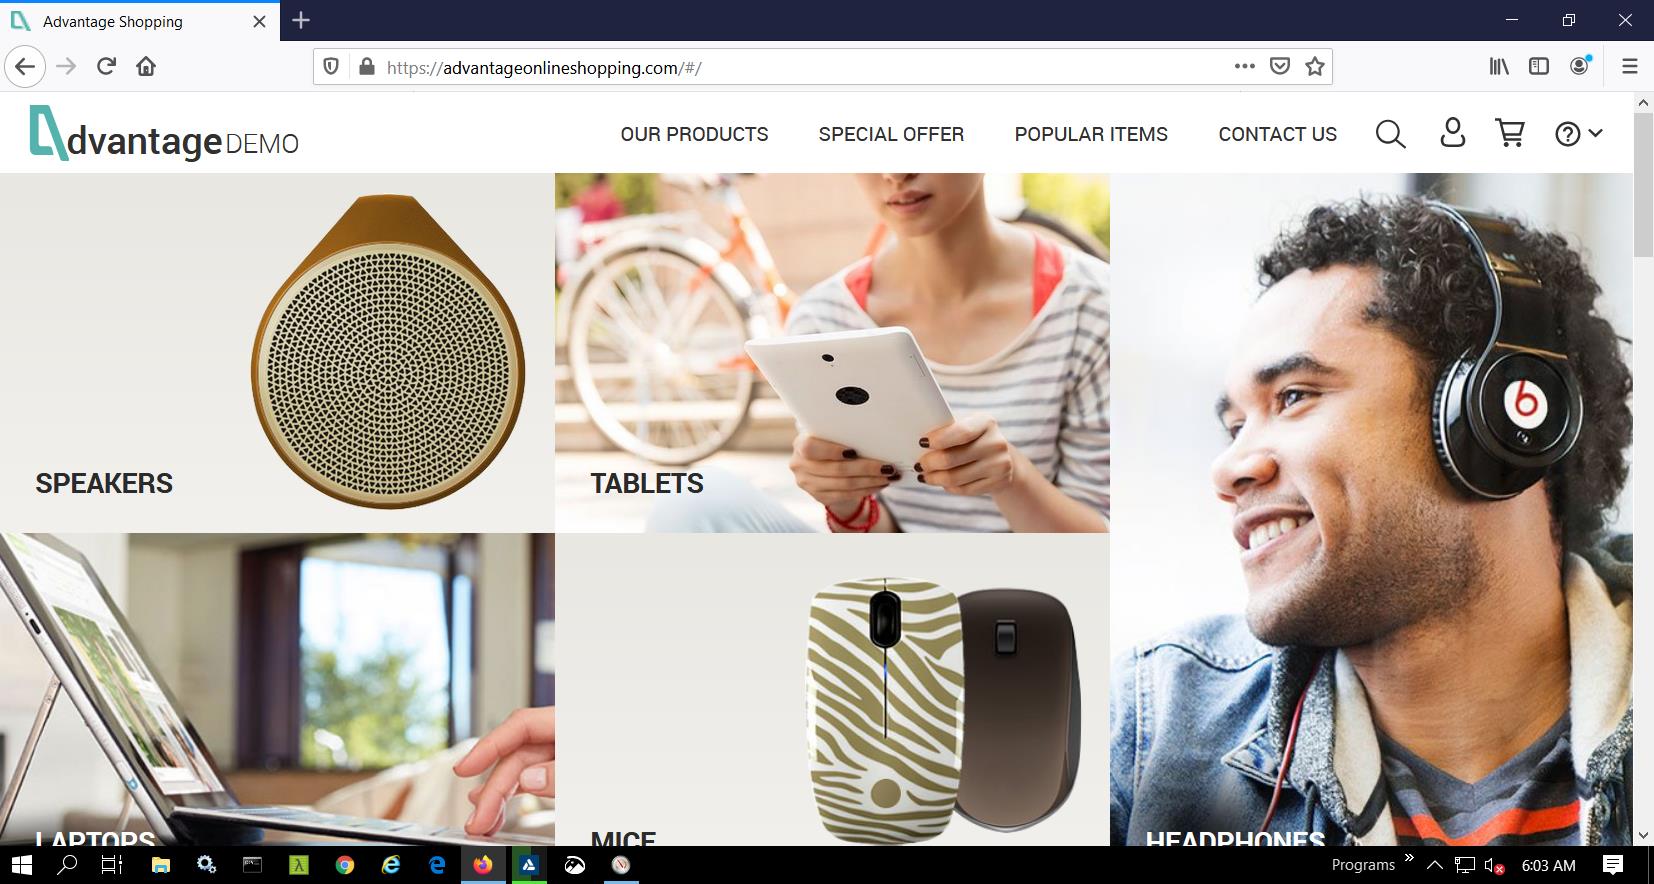 Advantage Shopping
https://advantageonlineshopping.com/#/
dvantage DEMO
OUR PRODUCTS
SPECIAL OFFER
POPULAR ITEMS
CONTACT US
SPEAKERS
TABLETS
LAPTOPS
MICE
HEADPHONES
Programs
6:03 AM